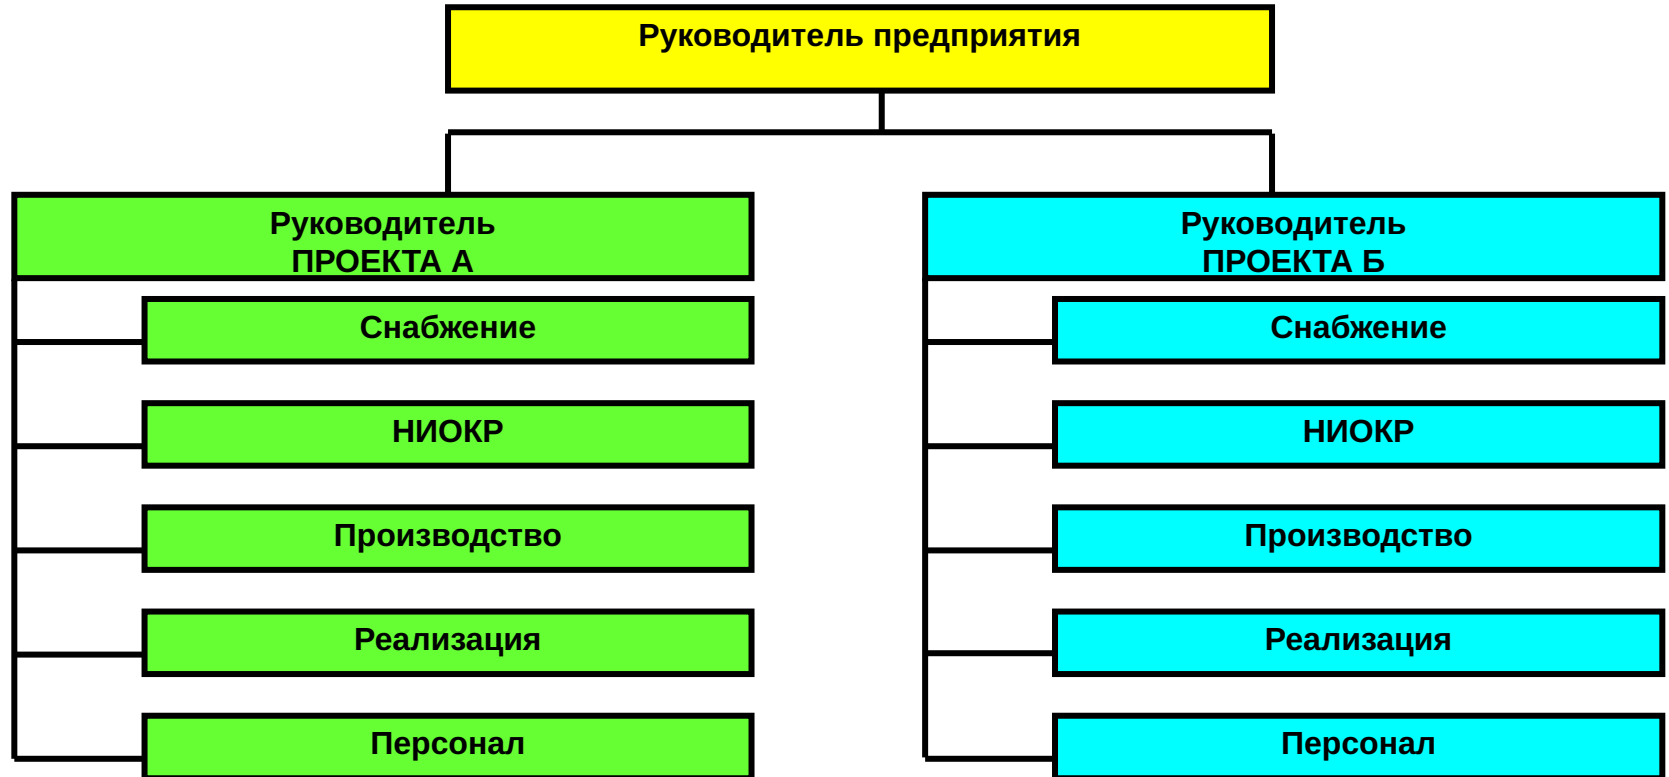 Руководитель предприятия
Руководитель
ПРОЕКТА А
Снабжение
НИОКР
Производство
Реализация
Персонал
Руководитель
ПРОЕКТА Б
Снабжение
НИОКР
Производство
Реализация
Персонал